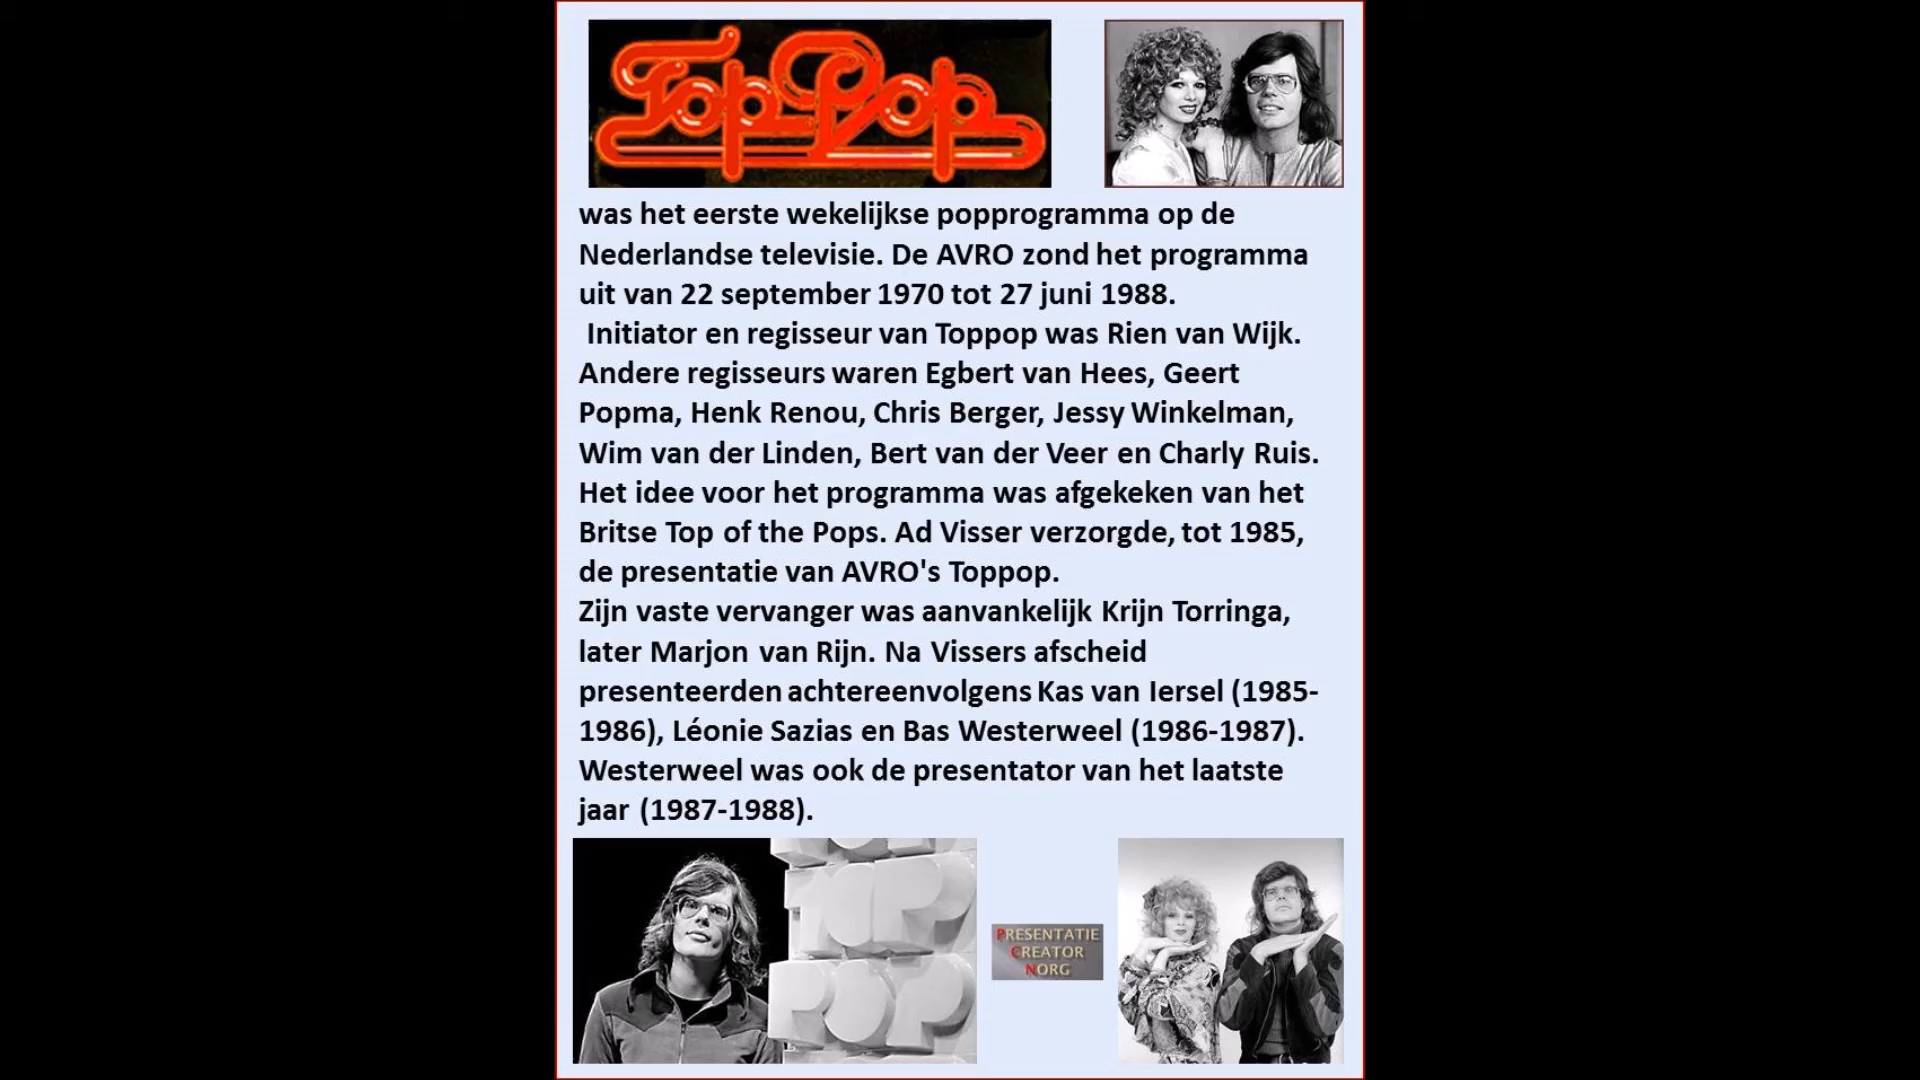 TopPop
was het eerste wekelijkse popprogramma op de
Nederlandse televisie. De AVRO zond het programma
uit van 22 september 1970 tot 27 juni 1988.
Initiator en regisseur van Toppop was Rien van Wijk.
Andere regisseurs waren Egbert van Hees, Geert
Popma, Henk Renou, Chris Berger, Jessy Winkelman,
Wim van der Linden, Bert van der Veer en Charly Ruis.
Het idee voor het programma was afgekeken van het
Britse Top of the Pops. Ad Visser verzorgde, tot 1985,
de presentatie van AVRO's Toppop.
Zijn vaste vervanger was aanvankelijk Krijn Torringa,
later Marjon van Rijn. Na Vissers afscheid
presenteerden achtereenvolgens Kas van Iersel (1985-
1986), Léonie Sazias en Bas Westerweel (1986-1987).
Westerweel was ook de presentator van het laatste
jaar (1987-1988).
TOP
POP
PRESENTATIE
CREATOR
NORG